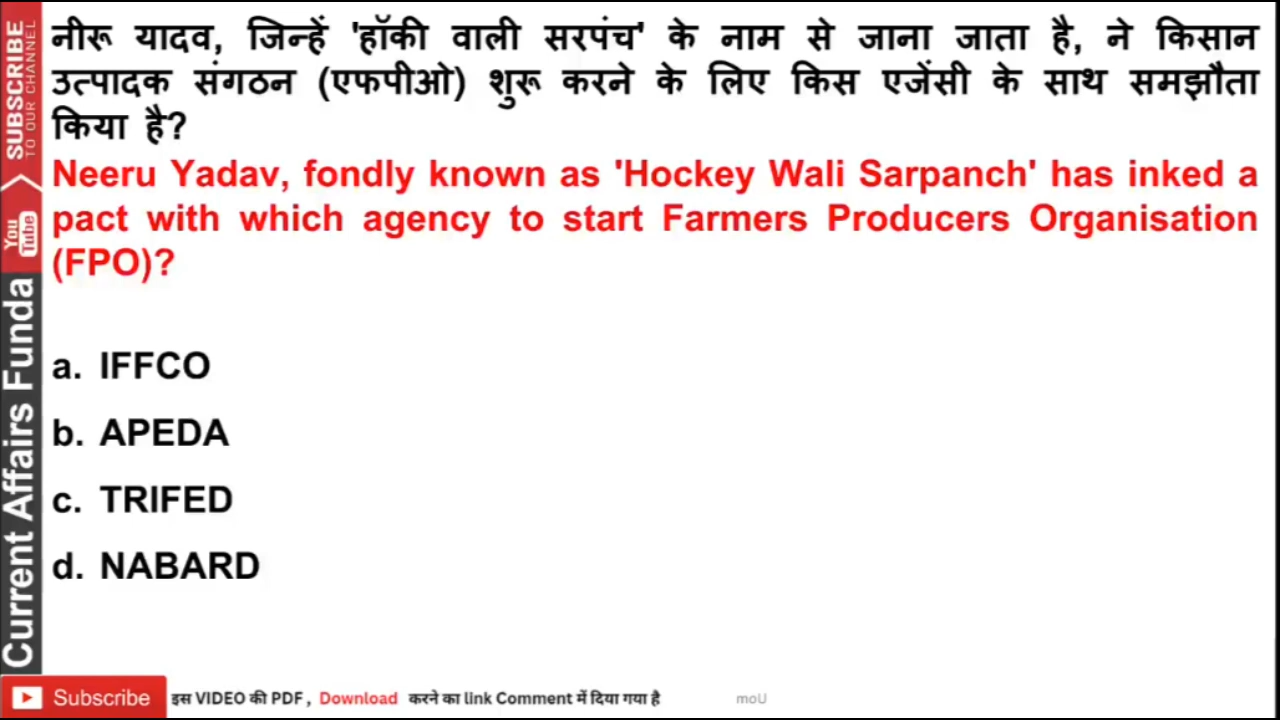 नीरू यादव, जिन्हें 'हॉकी वाली सरपंच' के नाम से जाना जाता है, ने किसान
उत्पादक संगठन (एफपीओ) शुरू करने के लिए किस एजेंसी के साथ समझौता
किया है?
Neeru Yadav, fondly known as 'Hockey Wali Sarpanch' has inked a
pact with which agency to start Farmers Producers Organisation
(FPO)?
a. IFFCO
b. APEDA
c. TRIFED
d. NABARD
SUBSCRIBE
TO OUR CHANNEL
You
Tube
Current Affairs Funda
Subscribe इस VIDEO की PDF , Download करने का link Comment में दिया गया है moU